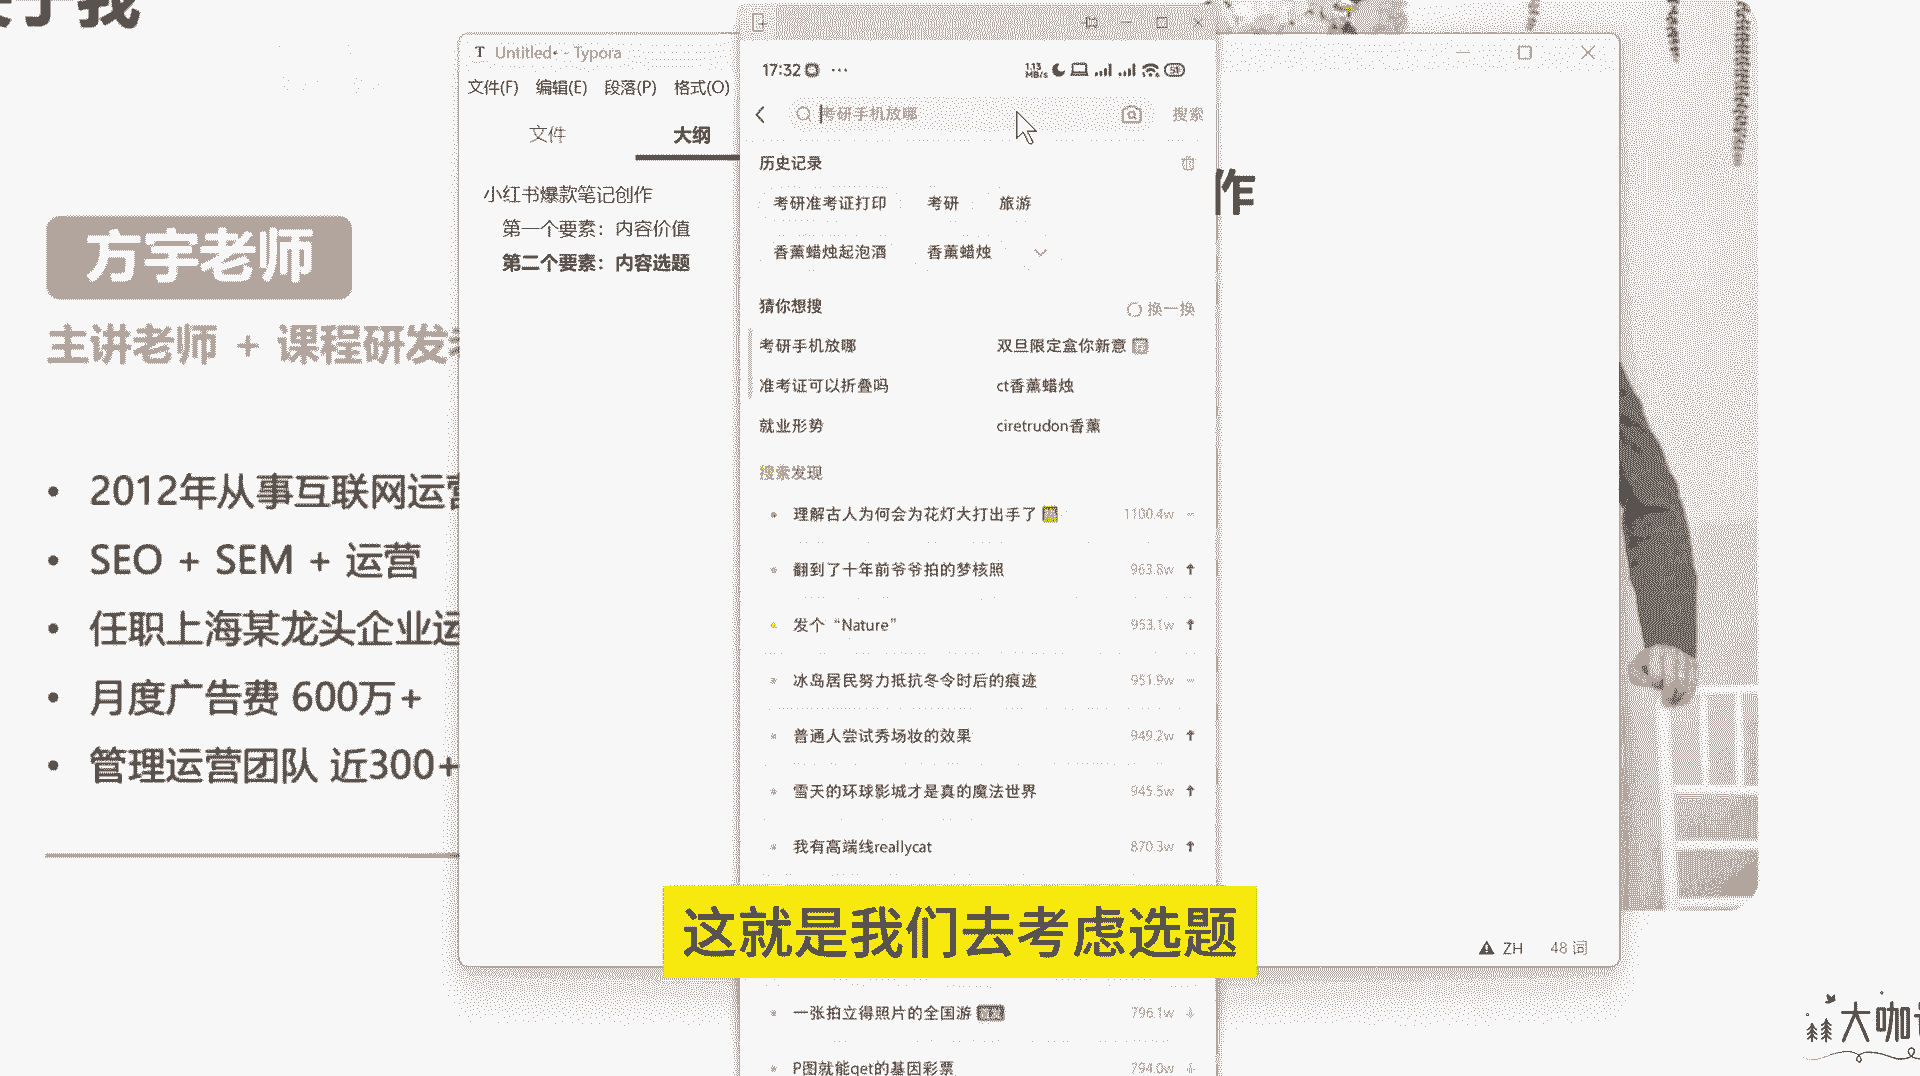 方宇老师
主讲老师 + 课程研发
2012年从事互联网运营
SEO + SEM + 运营
任职上海某龙头企业运
月度广告费 600万+
管理运营团队 近300+
Untitled• - Typora
文件(F) 编辑(E) 段落(P) 格式(O)
文件 大纲
小红书爆款笔记创作
第一个要素：内容价值
第二个要素：内容选题
17:32 ···
1.13 MB/s
考研手机放哪
搜索
历史记录
考研准考证打印 考研 旅游
香薰蜡烛起泡酒 香薰蜡烛
猜你想搜 换一换
考研手机放哪 双旦限定盒你新意
准考证可以折叠吗 ct香薰蜡烛
就业形势 ciretrudon香薰
搜索发现
理解古人为何会为花灯大打出手了 1100.4w
翻到了十年前爷爷拍的梦核照 963.8w
发个“Nature” 953.1w
冰岛居民努力抵抗冬令时后的痕迹 951.9w
普通人尝试秀场妆的效果 949.2w
雪天的环球影城才是真的魔法世界 945.5w
我有高端线reallycat 870.3w
这就是我们去考虑选题
一张拍立得照片的全国游 796.1w
P图就能get的基因彩票 794.0w
作
ZH 48 词
大咖